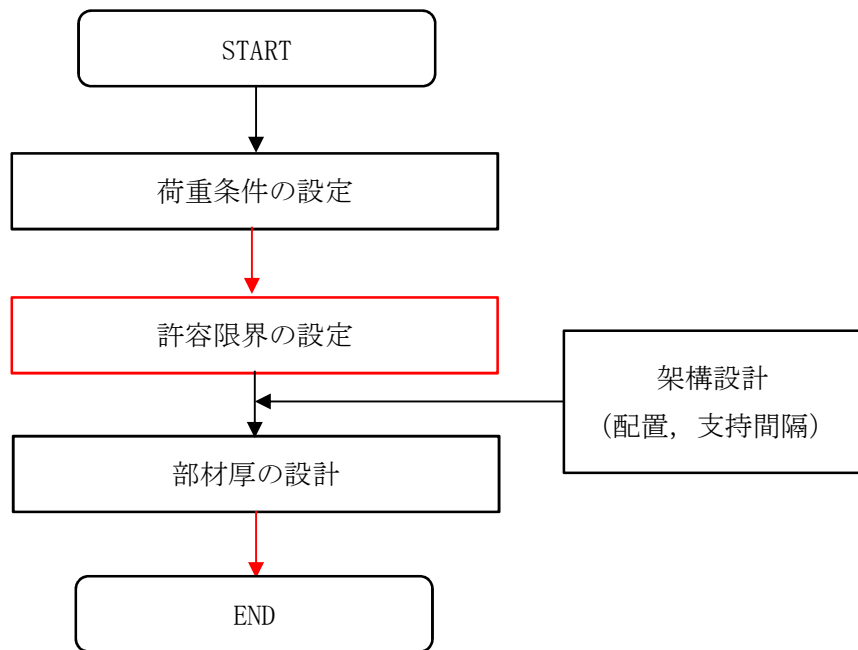 START
荷重条件の設定
許容限界の設定
架構設計
(配置, 支持間隔)
部材厚の設計
END